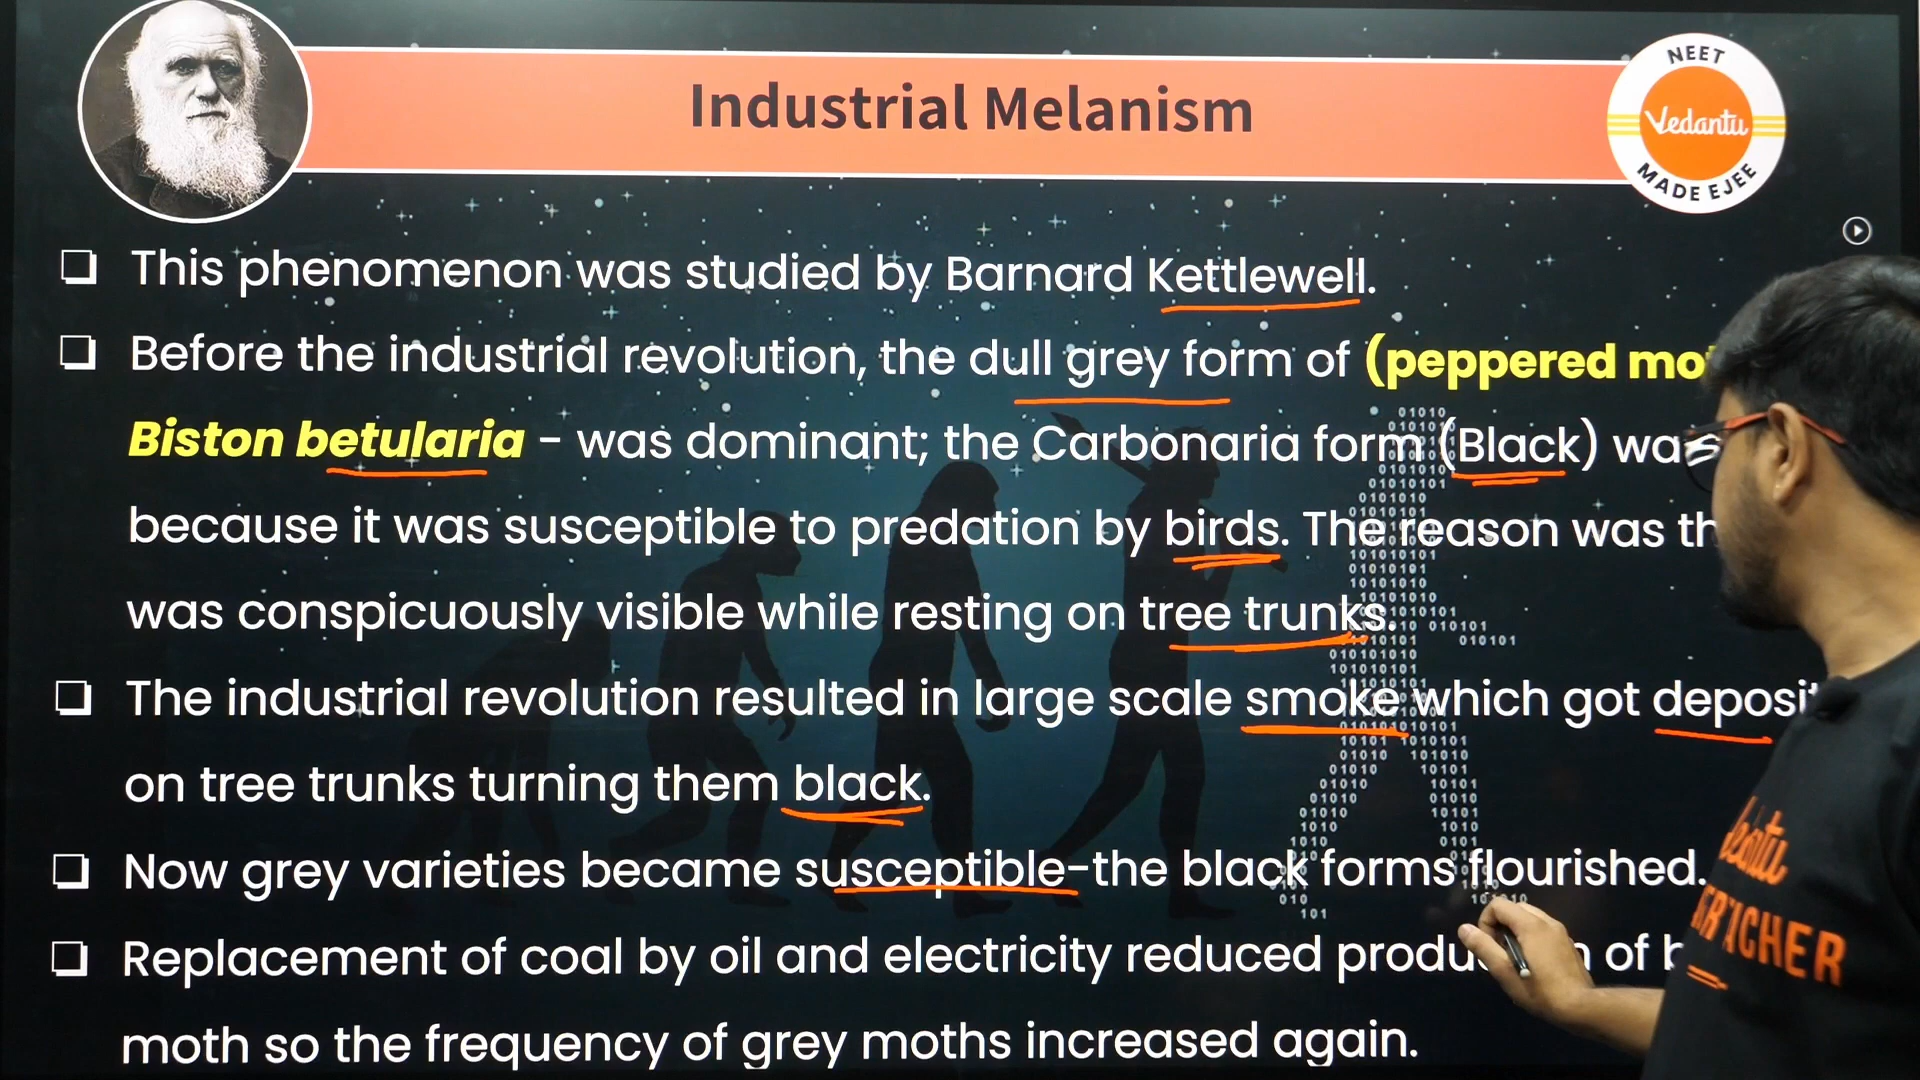 Industrial Melanism
NEET
Vedantu
MADE EJEE
❏ This phenomenon was studied by Barnard Kettlewell.
❏ Before the industrial revolution, the dull grey form of (peppered
Biston betularia - was dominant; the Carbonaria form (Black)
because it was susceptible to predation by birds. The reason was
was conspicuously visible while resting on tree trunks.
❏ The industrial revolution resulted in large scale smoke which got
on tree trunks turning them black.
❏ Now grey varieties became susceptible-the black forms flourished.
❏ Replacement of coal by oil and electricity reduced of
moth so the frequency of grey moths increased again.